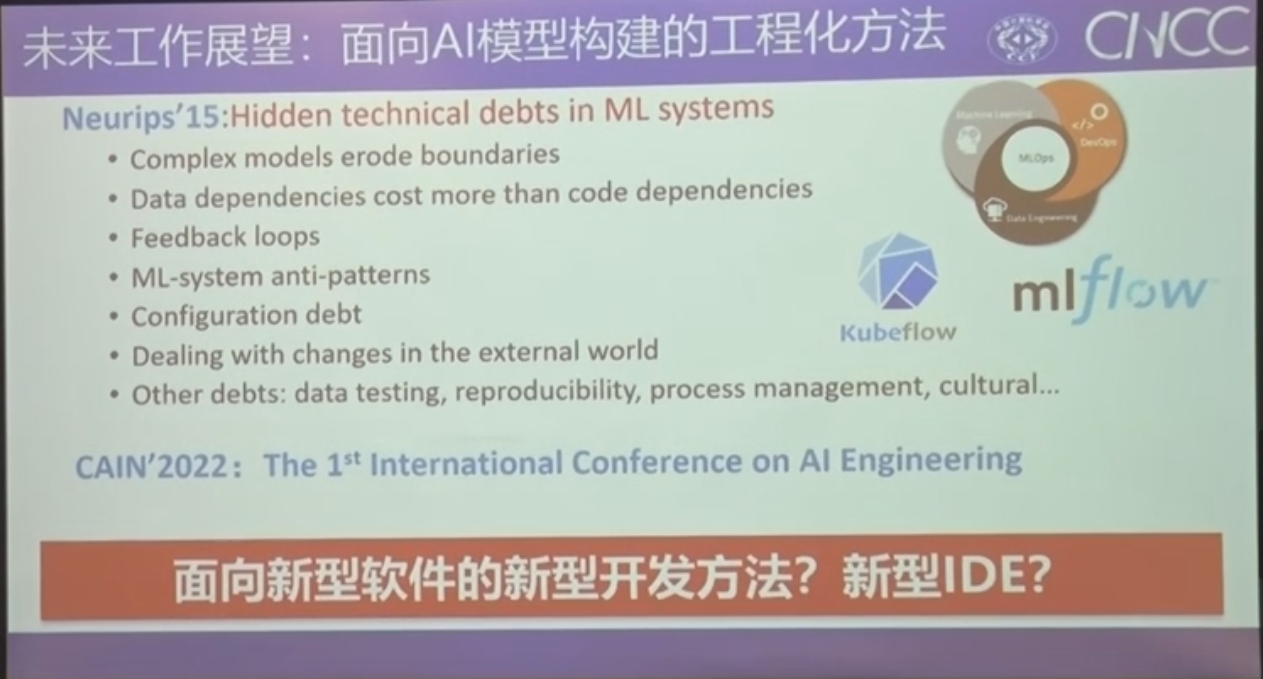 未来工作展望：面向AI模型构建的工程化方法
CNCC
Neurips'15:Hidden technical debts in ML systems
• Complex models erode boundaries
• Data dependencies cost more than code dependencies
• Feedback loops
• ML-system anti-patterns
• Configuration debt
• Dealing with changes in the external world
• Other debts: data testing, reproducibility, process management, cultural...
Machine Learning
</>
DevOps
MLOps
Data Engineering
Kubeflow
mlflow
CAIN'2022：The 1st International Conference on AI Engineering
面向新型软件的新型开发方法？新型IDE？